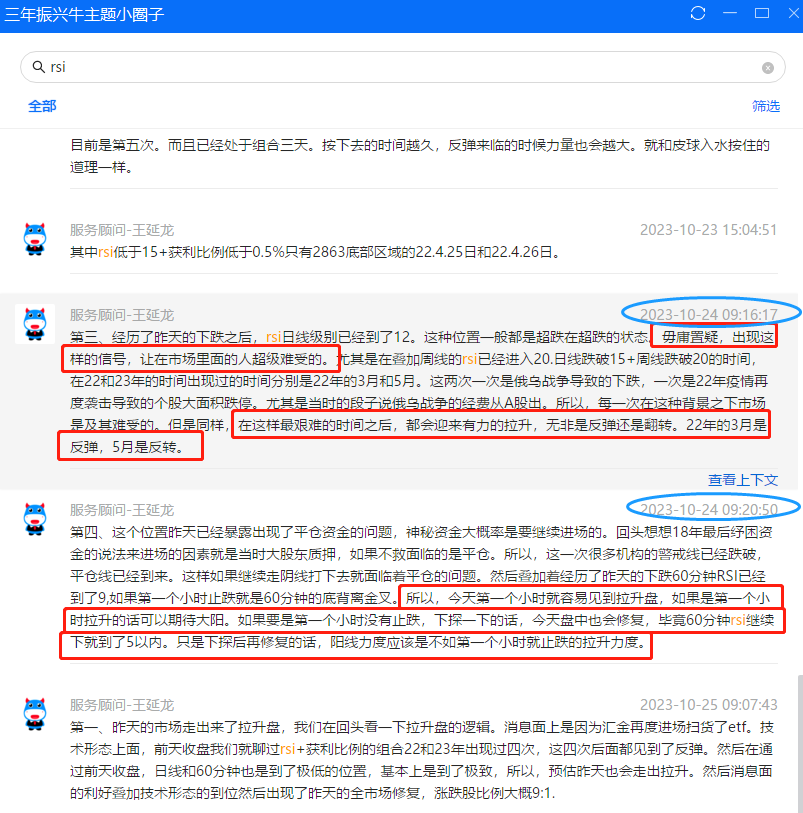 三年振兴牛主题小圈子
rsi
全部
筛选
目前是第五次。而且已经处于组合三天。按下去的时间越久，反弹来临的时候力量也会越大。就和皮球入水按住的
道理一样。
服务顾问-王延龙
2023-10-23 15:04:51
其中rsi低于15+获利比例低于0.5%只有2863底部区域的22.4.25日和22.4.26日。
服务顾问-王延龙
2023-10-24 09:16:17
第三、经历了昨天的下跌之后，rsi日线级别已经到了12。这种位置一般都是超跌在超跌的状态。毋庸置疑，出现这
样的信号，让在市场里面的人超级难受的。尤其是在叠加周线的rsi已经进入20.日线跌破15+周线跌破20的时间，
在22和23年的时间出现过的时间分别是22年的3月和5月。这两次一次是俄乌战争导致的下跌，一次是22年疫情再
度袭击导致的个股大面积跌停。尤其是当时的段子说俄乌战争的经费从A股出。所以，每一次在这种背景之下市场
是及其难受的。但是同样，在这样最艰难的时间之后，都会迎来有力的拉升，无非是反弹还是翻转。22年的3月是
反弹，5月是反转。
查看上下文
服务顾问-王延龙
2023-10-24 09:20:50
第四、这个位置昨天已经暴露出现了平仓资金的问题，神秘资金大概率是要继续进场的。回头想想18年最后纾困资
金的说法来进场的因素就是当时大股东质押，如果不救面临的是平仓。所以，这一次很多机构的警戒线已经跌破，
平仓线已经到来。这样如果继续走阴线打下去就面临着平仓的问题。然后叠加着经历了昨天的下跌60分钟RSI已经
到了9,如果第一个小时止跌就是60分钟的底背离金叉。所以，今天第一个小时就容易见到拉升盘，如果是第一个小
时拉升的话可以期待大阳。如果要是第一个小时没有止跌，下探一下的话，今天盘中也会修复，毕竟60分钟rsi继续
下就到了5以内。只是下探后再修复的话，阳线力度应该是不如第一个小时就止跌的拉升力度。
服务顾问-王延龙
2023-10-25 09:07:43
第一、昨天的市场走出来了拉升盘，我们在回头看一下拉升盘的逻辑。消息面上是因为汇金再度进场扫货了etf。技
术形态上面，前天收盘我们就聊过rsi+获利比例的组合22和23年出现过四次，这四次后面都见到了反弹。然后在通
过前天收盘，日线和60分钟也是到了极低的位置，基本上是到了极致，所以，预估昨天也会走出拉升。然后消息面
的利好叠加技术形态的到位然后出现了昨天的全市场修复，涨跌股比例大概9:1.